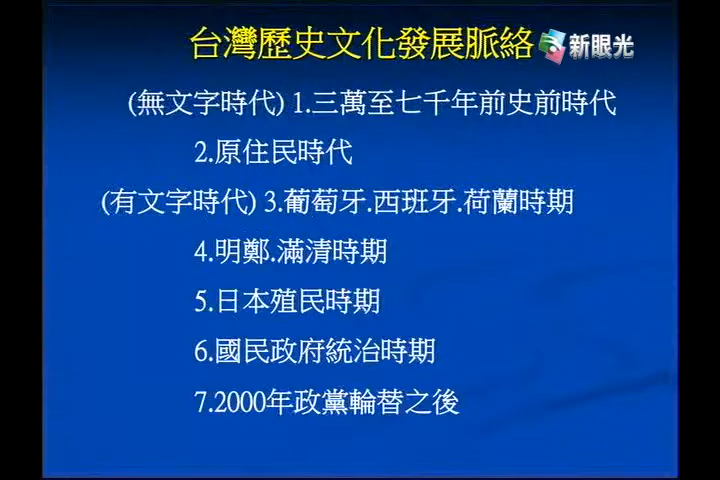 台灣歷史文化發展脈絡 新眼光
(無文字時代) 1.三萬至七千年前史前時代
2.原住民時代
(有文字時代) 3.葡萄牙.西班牙.荷蘭時期
4.明鄭.滿清時期
5.日本殖民時期
6.國民政府統治時期
7.2000年政黨輪替之後